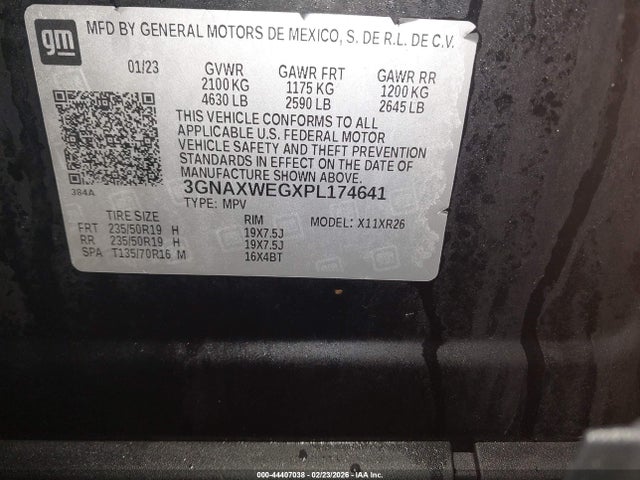 gm
MFD BY GENERAL MOTORS DE MEXICO, S. DE R.L. DE C.V.
01/23 GVWR GAWR FRT GAWR RR
2100 KG 1175 KG 1200 KG
4630 LB 2590 LB 2645 LB
THIS VEHICLE CONFORMS TO ALL
APPLICABLE U.S. FEDERAL MOTOR
VEHICLE SAFETY AND THEFT PREVENTION
STANDARDS IN EFFECT ON THE DATE OF
MANUFACTURE SHOWN ABOVE.
384A
3GNAXWEGXPL174641
TYPE: MPV
TIRE SIZE RIM MODEL: X11XR26
FRT 235/50R19 H 19X7.5J
RR 235/50R19 H 19X7.5J
SPA T135/70R16 M 16X4BT
000-44407038 - 02/23/2026 - IAA Inc.